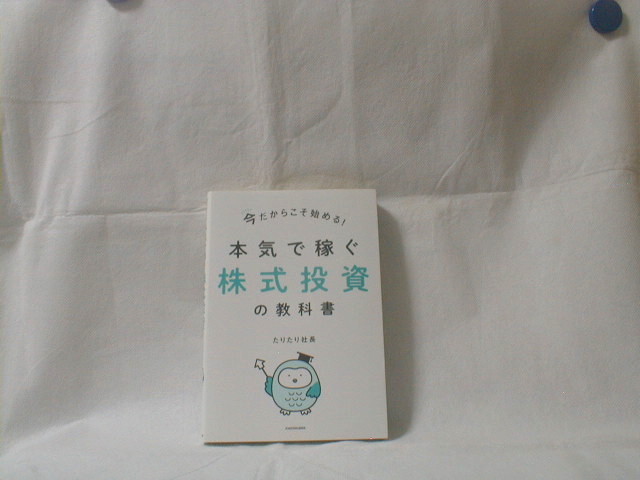 今だからこそ始める!
本気で稼ぐ
株式投資
の教科書
たりたり社長
KADOKAWA